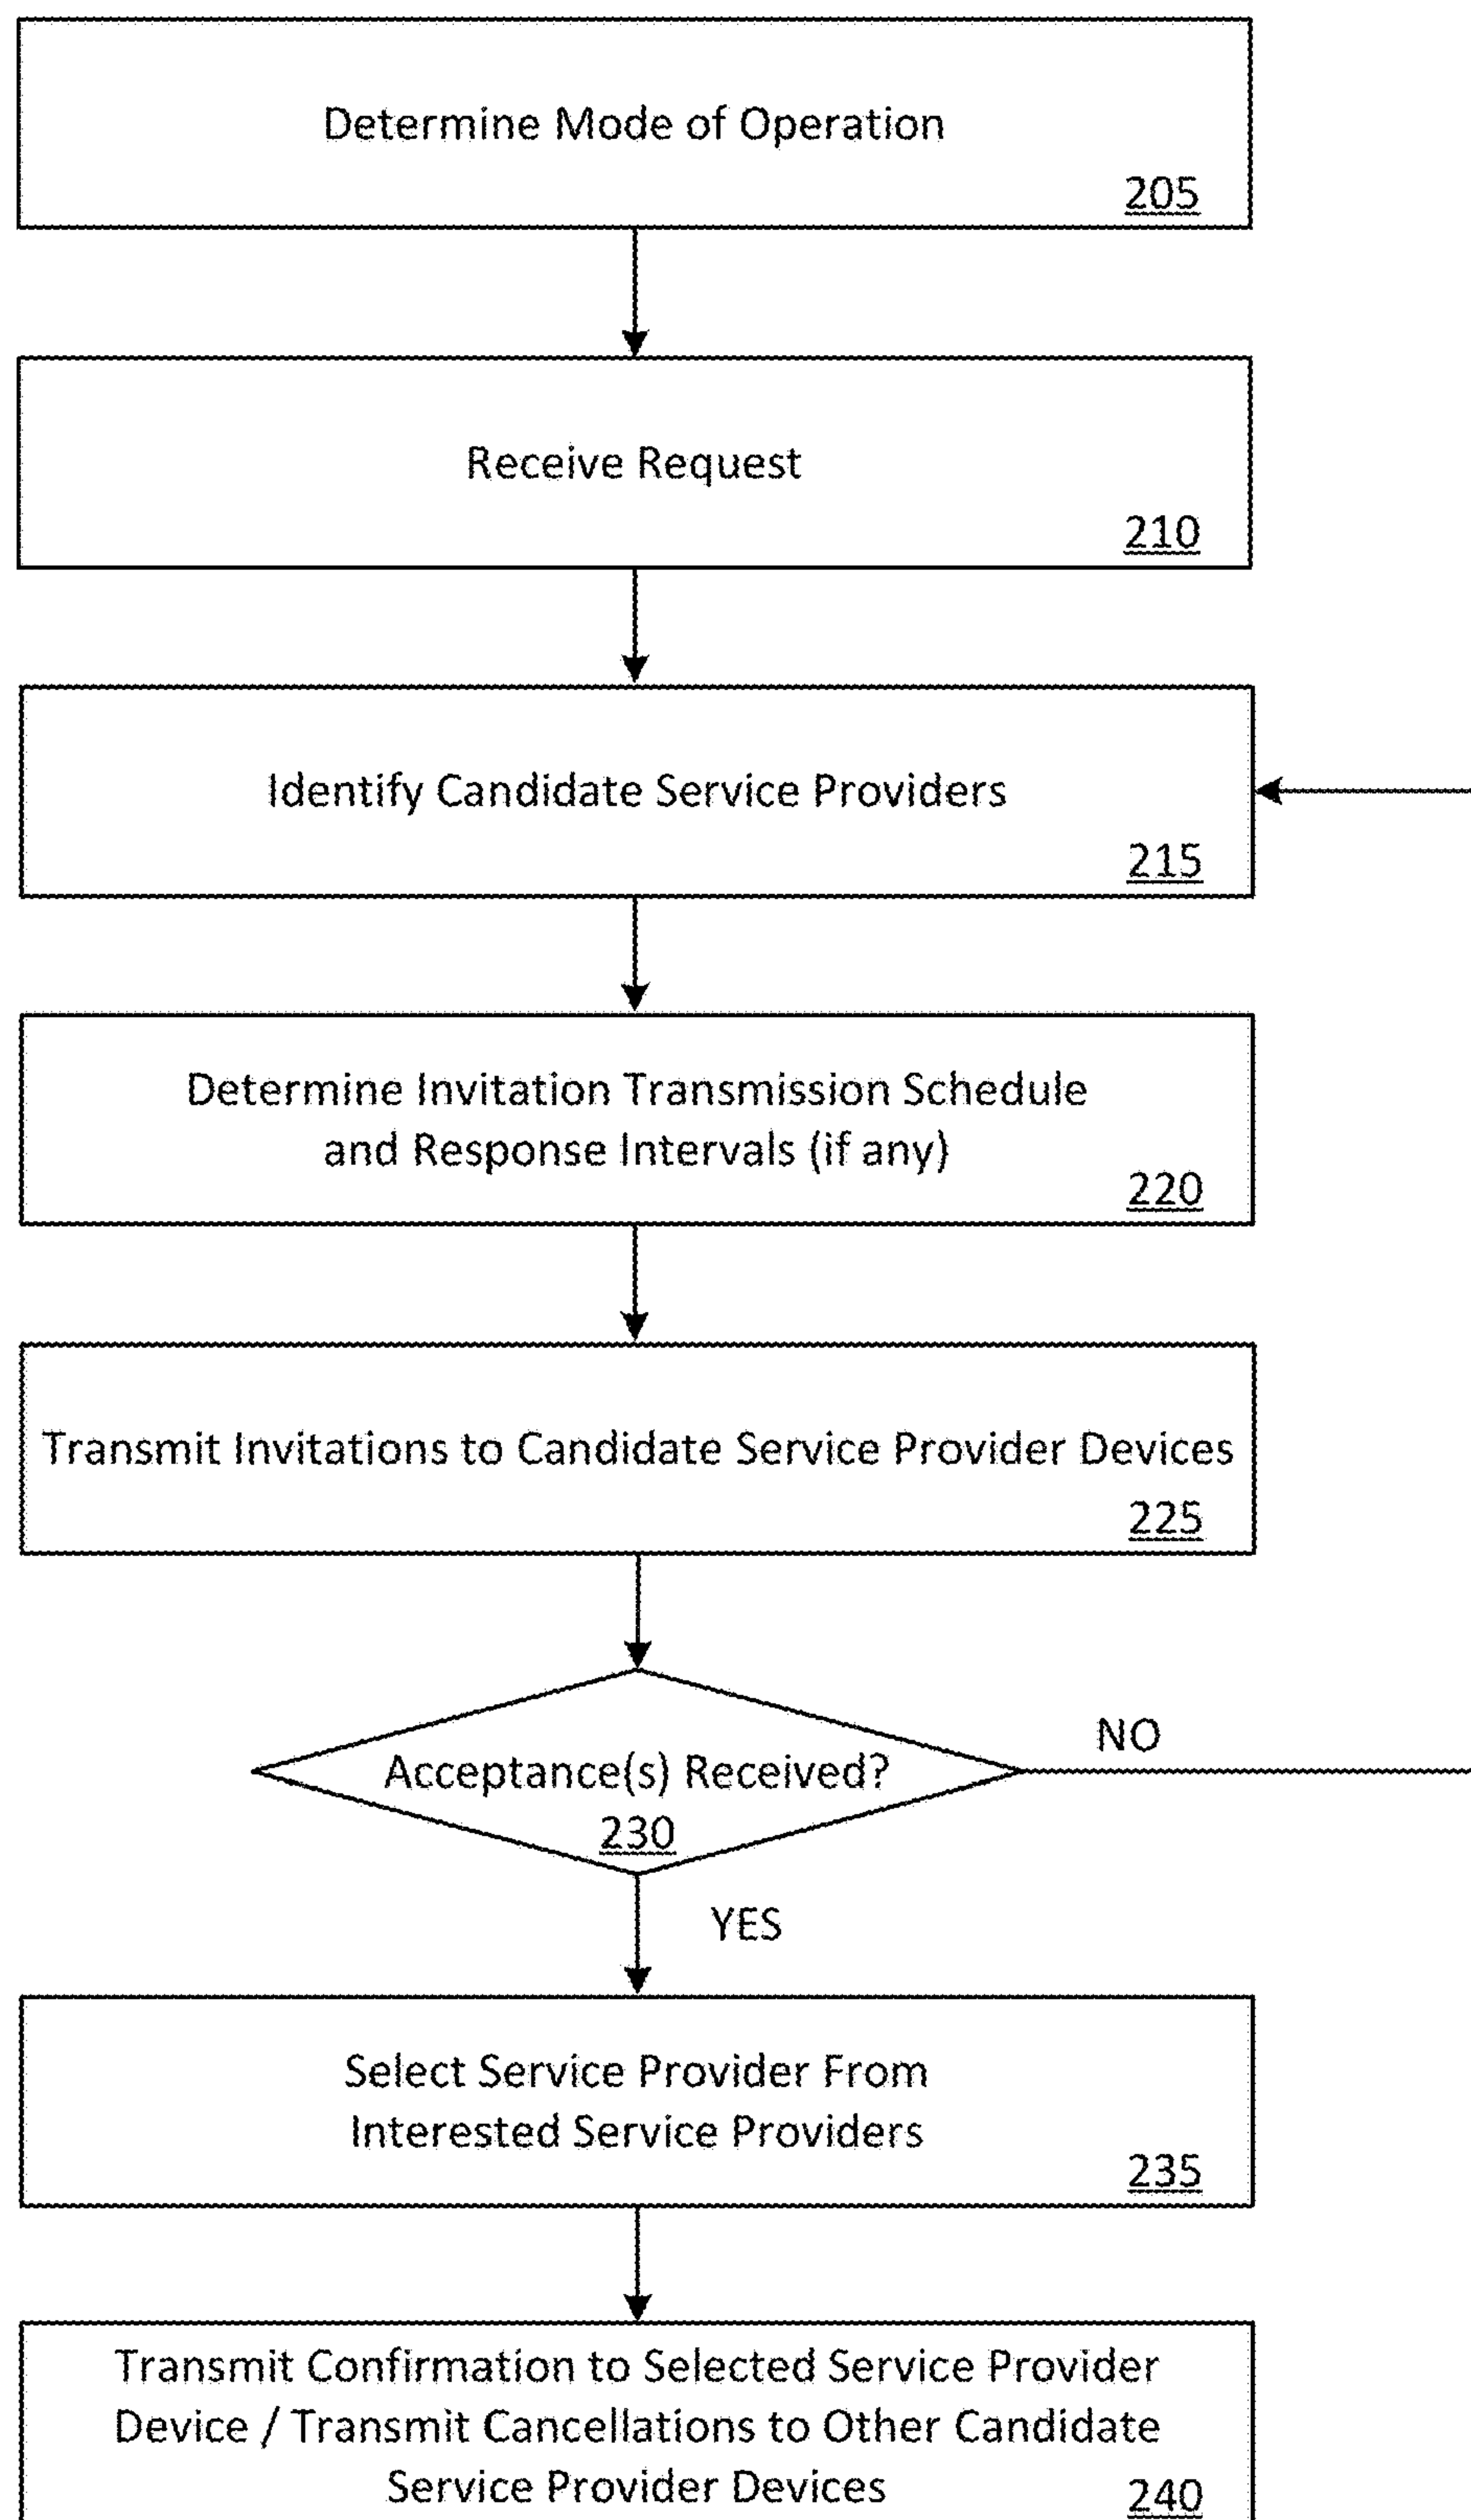 Determine Mode of Operation
205
Receive Request
210
Identify Candidate Service Providers
215
Determine Invitation Transmission Schedule
and Response Intervals (if any)
220
Transmit Invitations to Candidate Service Provider Devices
225
Acceptance(s) Received?
230
NO
YES
Select Service Provider From
Interested Service Providers
235
Transmit Confirmation to Selected Service Provider
Device / Transmit Cancellations to Other Candidate
Service Provider Devices
240